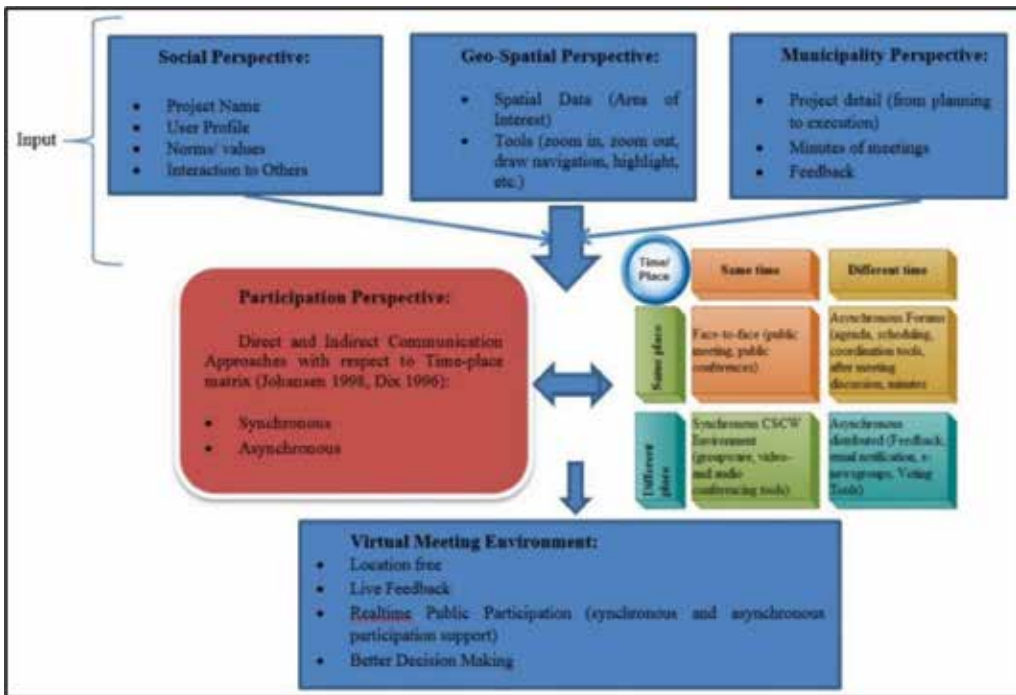 Input
Social Perspective:
• Project Name
• User Profile
• Norms/ values
• Interaction to Others
Geo-Spatial Perspective:
• Spatial Data (Area of
Interest)
• Tools (zoom in, zoom out,
draw navigation, highlight,
etc.)
Municipality Perspective:
• Project detail (from planning
to execution)
• Minutes of meetings
• Feedback
Participation Perspective:
Direct and Indirect Communication
Approaches with respect to Time-place
matrix (Johansen 1998, Dix 1996):
• Synchronous
• Asynchronous
Time/
Place
Same time
Different time
Same place
Face-to-face (public
meeting, public
conferences)
Asynchronous Forums
(agenda, scheduling,
coordination tools,
after meeting
discussion, minutes
Different
place
Synchronous CSCW
Environment
(groupware, video-
and audio
conferencing tools)
Asynchronous
distributed (Feedback,
email notification, e-
newsgroups, Voting
Tools)
Virtual Meeting Environment:
• Location free
• Live Feedback
• Realtime Public Participation (synchronous and asynchronous
participation support)
• Better Decision Making